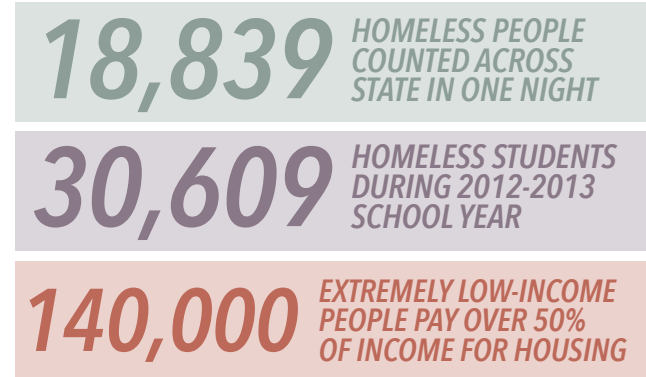 18,839
HOMELESS PEOPLE
COUNTED ACROSS
STATE IN ONE NIGHT
30,609
HOMELESS STUDENTS
DURING 2012-2013
SCHOOL YEAR
140,000
EXTREMELY LOW-INCOME
PEOPLE PAY OVER 50%
OF INCOME FOR HOUSING